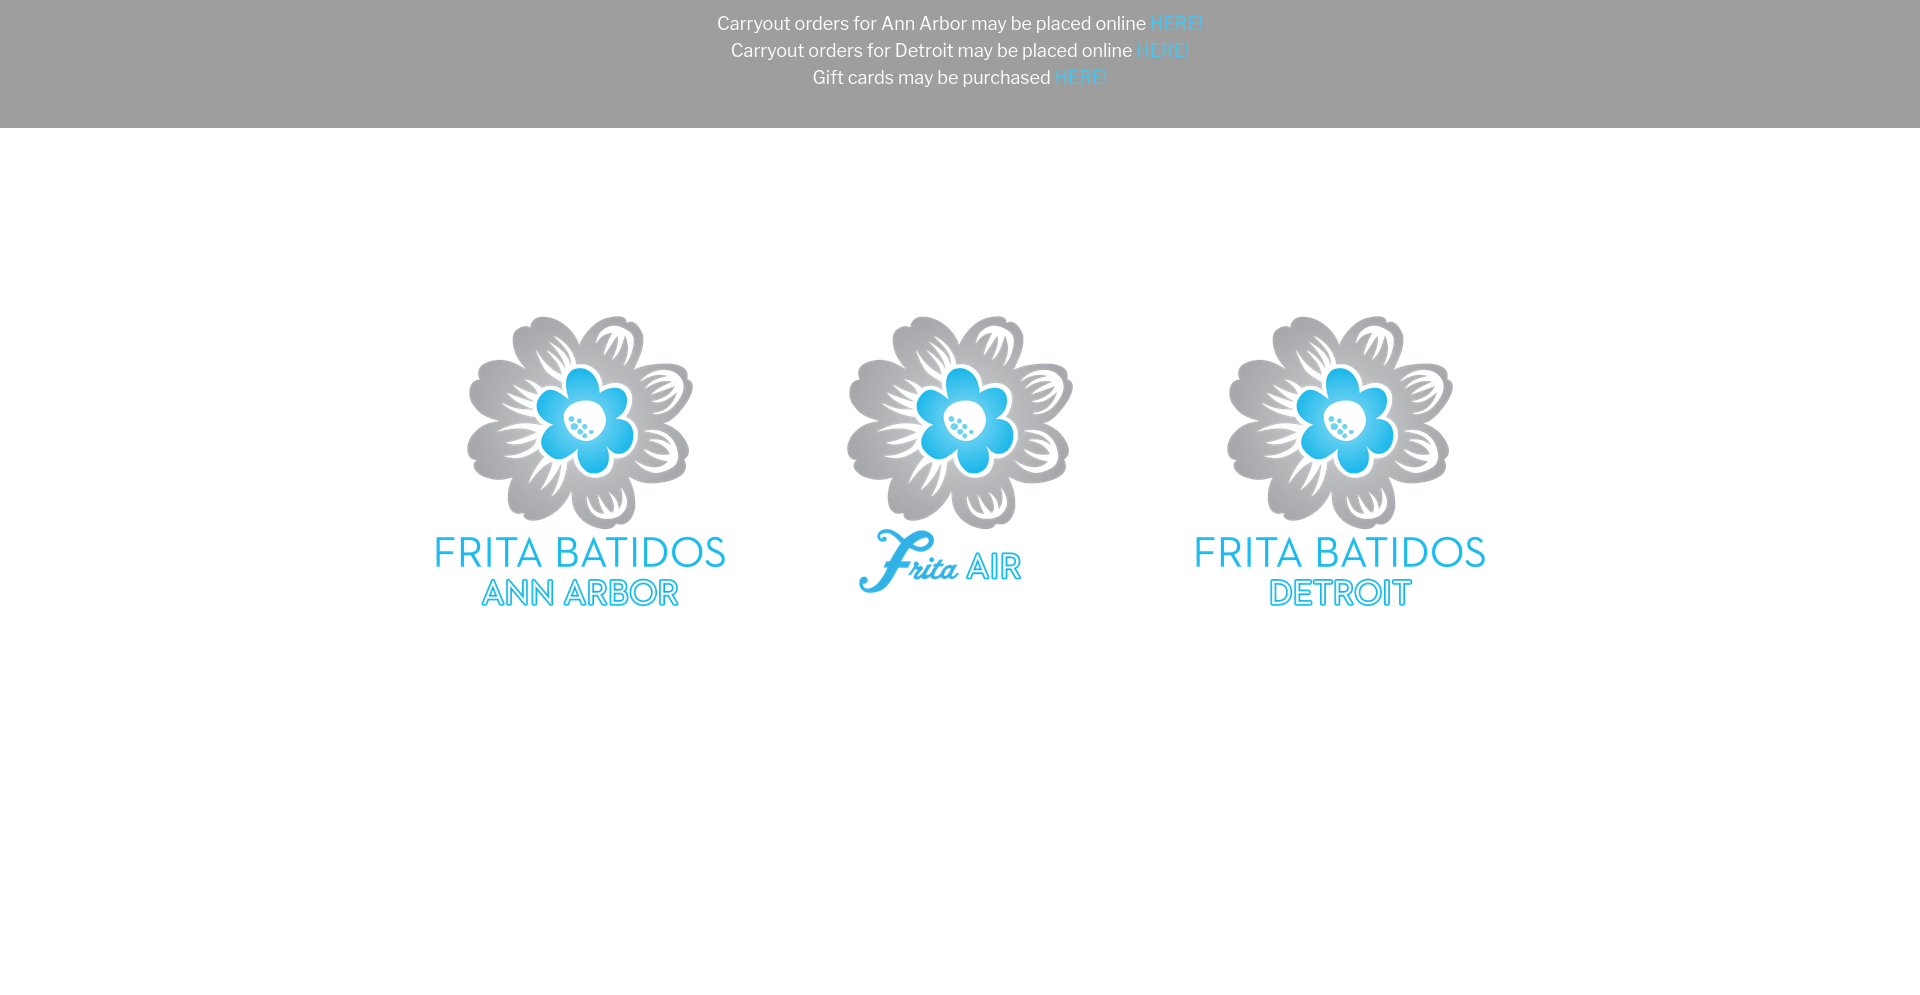 Carryout orders for Ann Arbor may be placed online HERE!
Carryout orders for Detroit may be placed online HERE!
Gift cards may be purchased HERE!
FRITA BATIDOS
ANN ARBOR
Frita AIR
FRITA BATIDOS
DETROIT